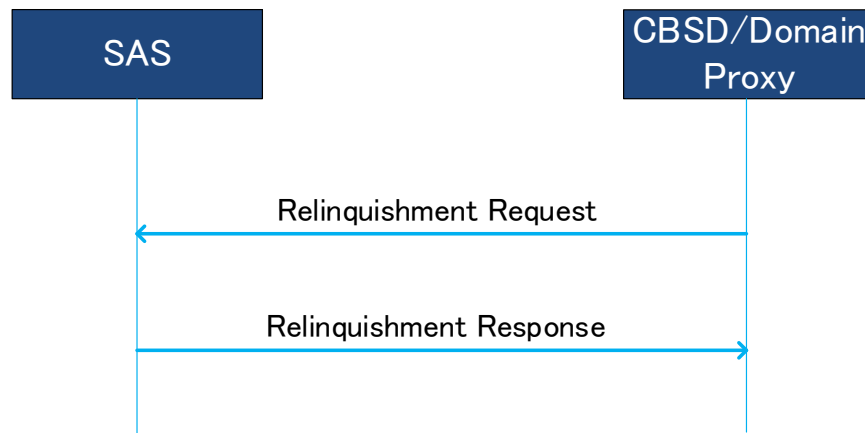 SAS
CBSD/Domain
Proxy
Relinquishment Request
Relinquishment Response